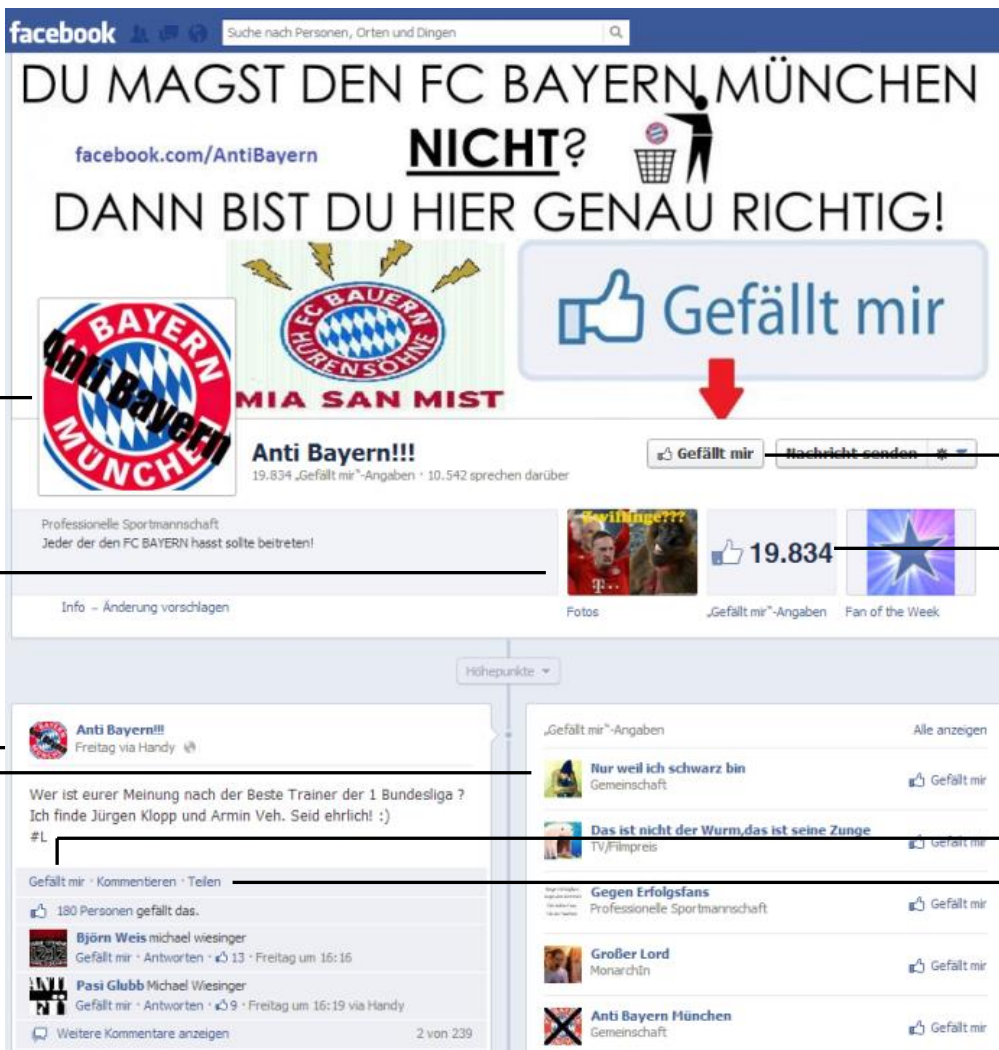 facebook
Suche nach Personen, Orten und Dingen
DU MAGST DEN FC BAYERN MÜNCHEN
facebook.com/AntiBayern
NICHT?
DANN BIST DU HIER GENAU RICHTIG!
FC BAUERN
HURENSÖHNE
MIA SAN MIST
Gefällt mir
BAYERN
Anti Bayern
MÜNCHEN
Anti Bayern!!!
19.834 „Gefällt mir"-Angaben · 10.542 sprechen darüber
Gefällt mir
Nachricht senden
Professionelle Sportmannschaft
Jeder der den FC BAYERN hasst sollte beitreten!
Info – Änderung vorschlagen
Zwillinge???
T..
Fotos
19.834
„Gefällt mir"-Angaben
Fan of the Week
Höhepunkte
Anti Bayern!!!
Freitag via Handy
Wer ist eurer Meinung nach der Beste Trainer der 1 Bundesliga ?
Ich finde Jürgen Klopp und Armin Veh. Seid ehrlich! :)
#L
Gefällt mir · Kommentieren · Teilen
180 Personen gefällt das.
Björn Weis michael wiesinger
Gefällt mir · Antworten · 13 · Freitag um 16:16
Pasi Glubb Michael Wiesinger
Gefällt mir · Antworten · 9 · Freitag um 16:19 via Handy
Weitere Kommentare anzeigen
2 von 239
„Gefällt mir"-Angaben
Alle anzeigen
Nur weil ich schwarz bin
Gemeinschaft
Gefällt mir
Das ist nicht der Wurm,das ist seine Zunge
TV/Filmpreis
Gefällt mir
Gegen Erfolgsfans
Professionelle Sportmannschaft
Gefällt mir
Großer Lord
MonarchIn
Gefällt mir
Anti Bayern München
Gemeinschaft
Gefällt mir